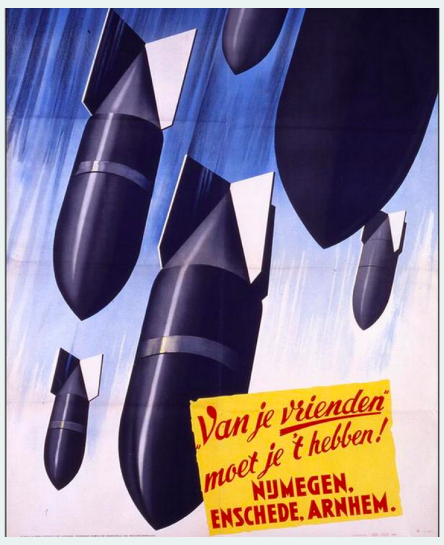 "Van je vrienden"
moet je 't hebben!
NIJMEGEN,
ENSCHEDE, ARNHEM.